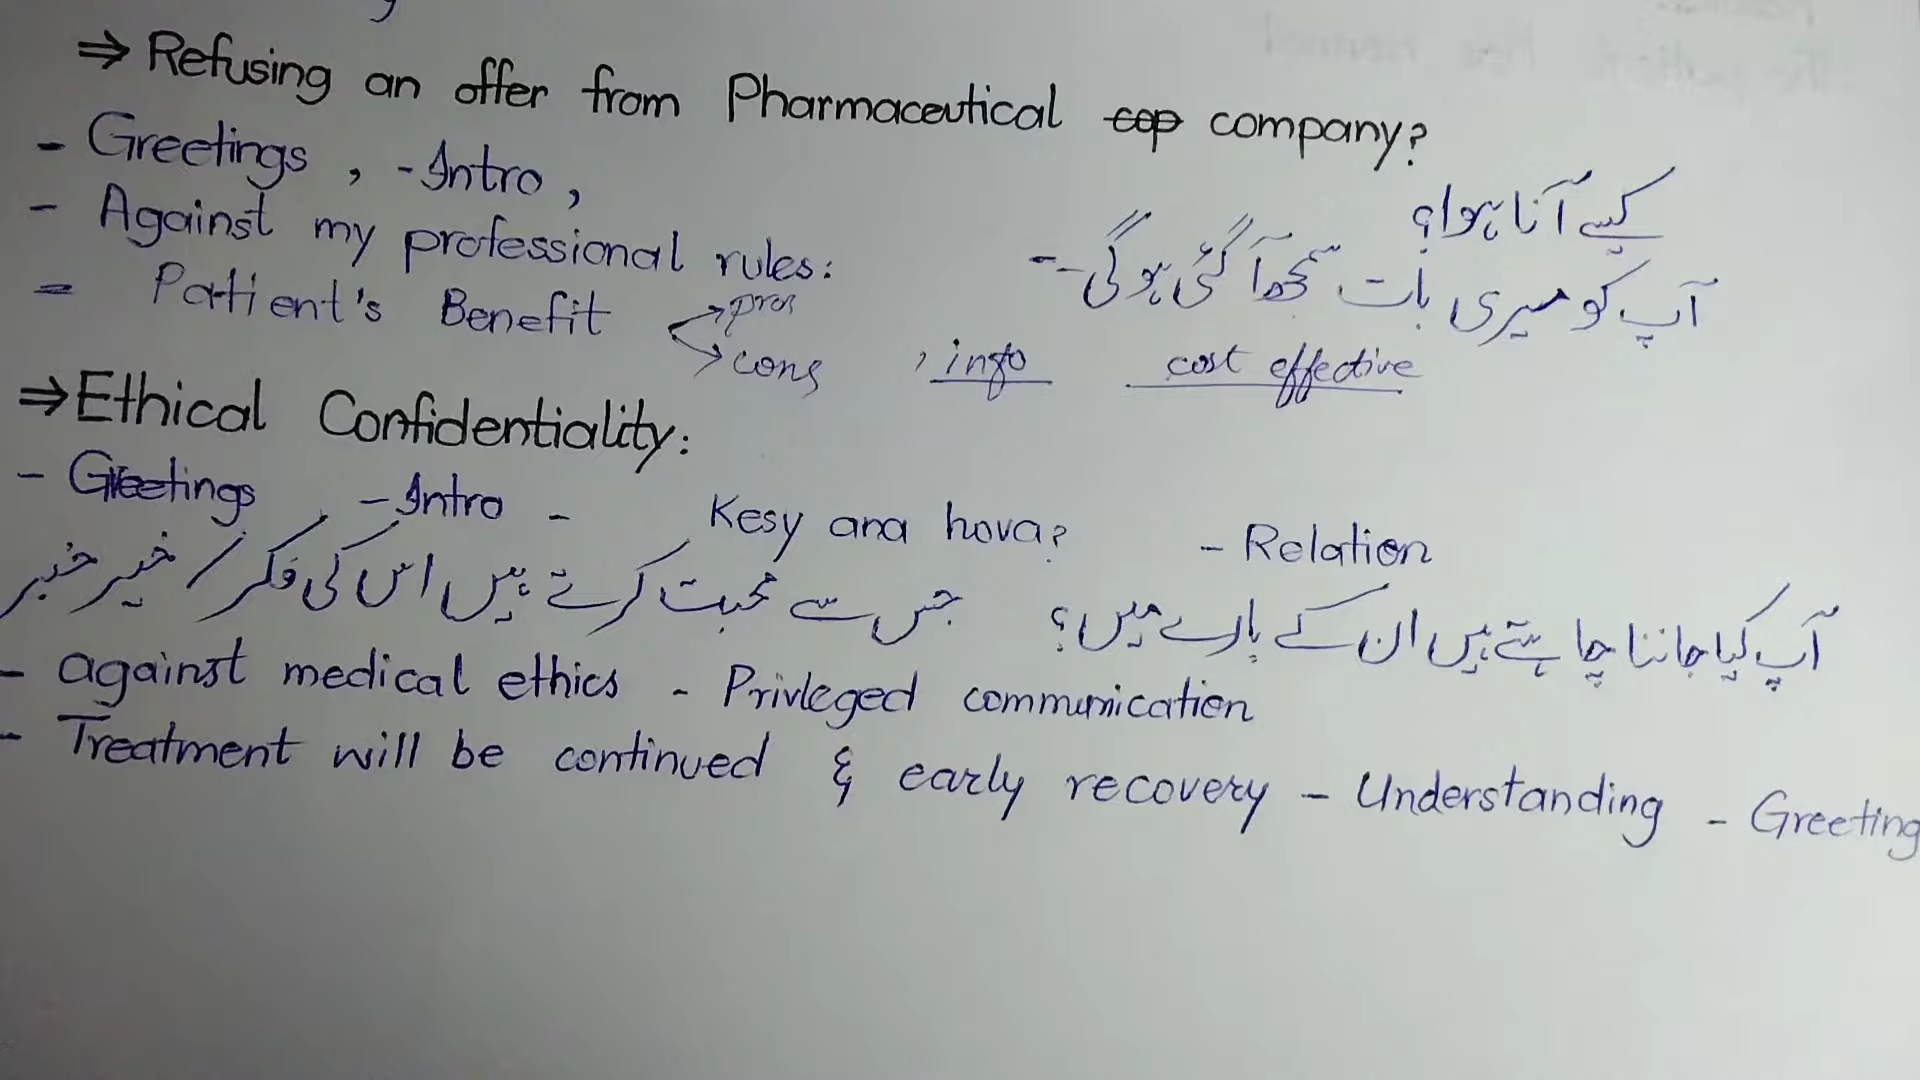 ⇒ Refusing an offer from Pharmaceutical cop company?
- Greetings, - Intro,
کیسے آنا ہوا؟
- Against my professional rules:
آپ کو میری بات سمجھ آ گئی ہو گی--
= Patient's Benefit
pros
cons , info cost effective
⇒ Ethical Confidentiality:
- Greetings, - Intro - Kesy ana hova? - Relation
آپ کیا جاننا چاہتے ہیں ان کے بارے میں؟ جس سے محبت کرتے ہیں اس کی فکر / خیر خبر
- against medical ethics - Privleged communication
- Treatment will be continued & early recovery - Understanding - Greeting